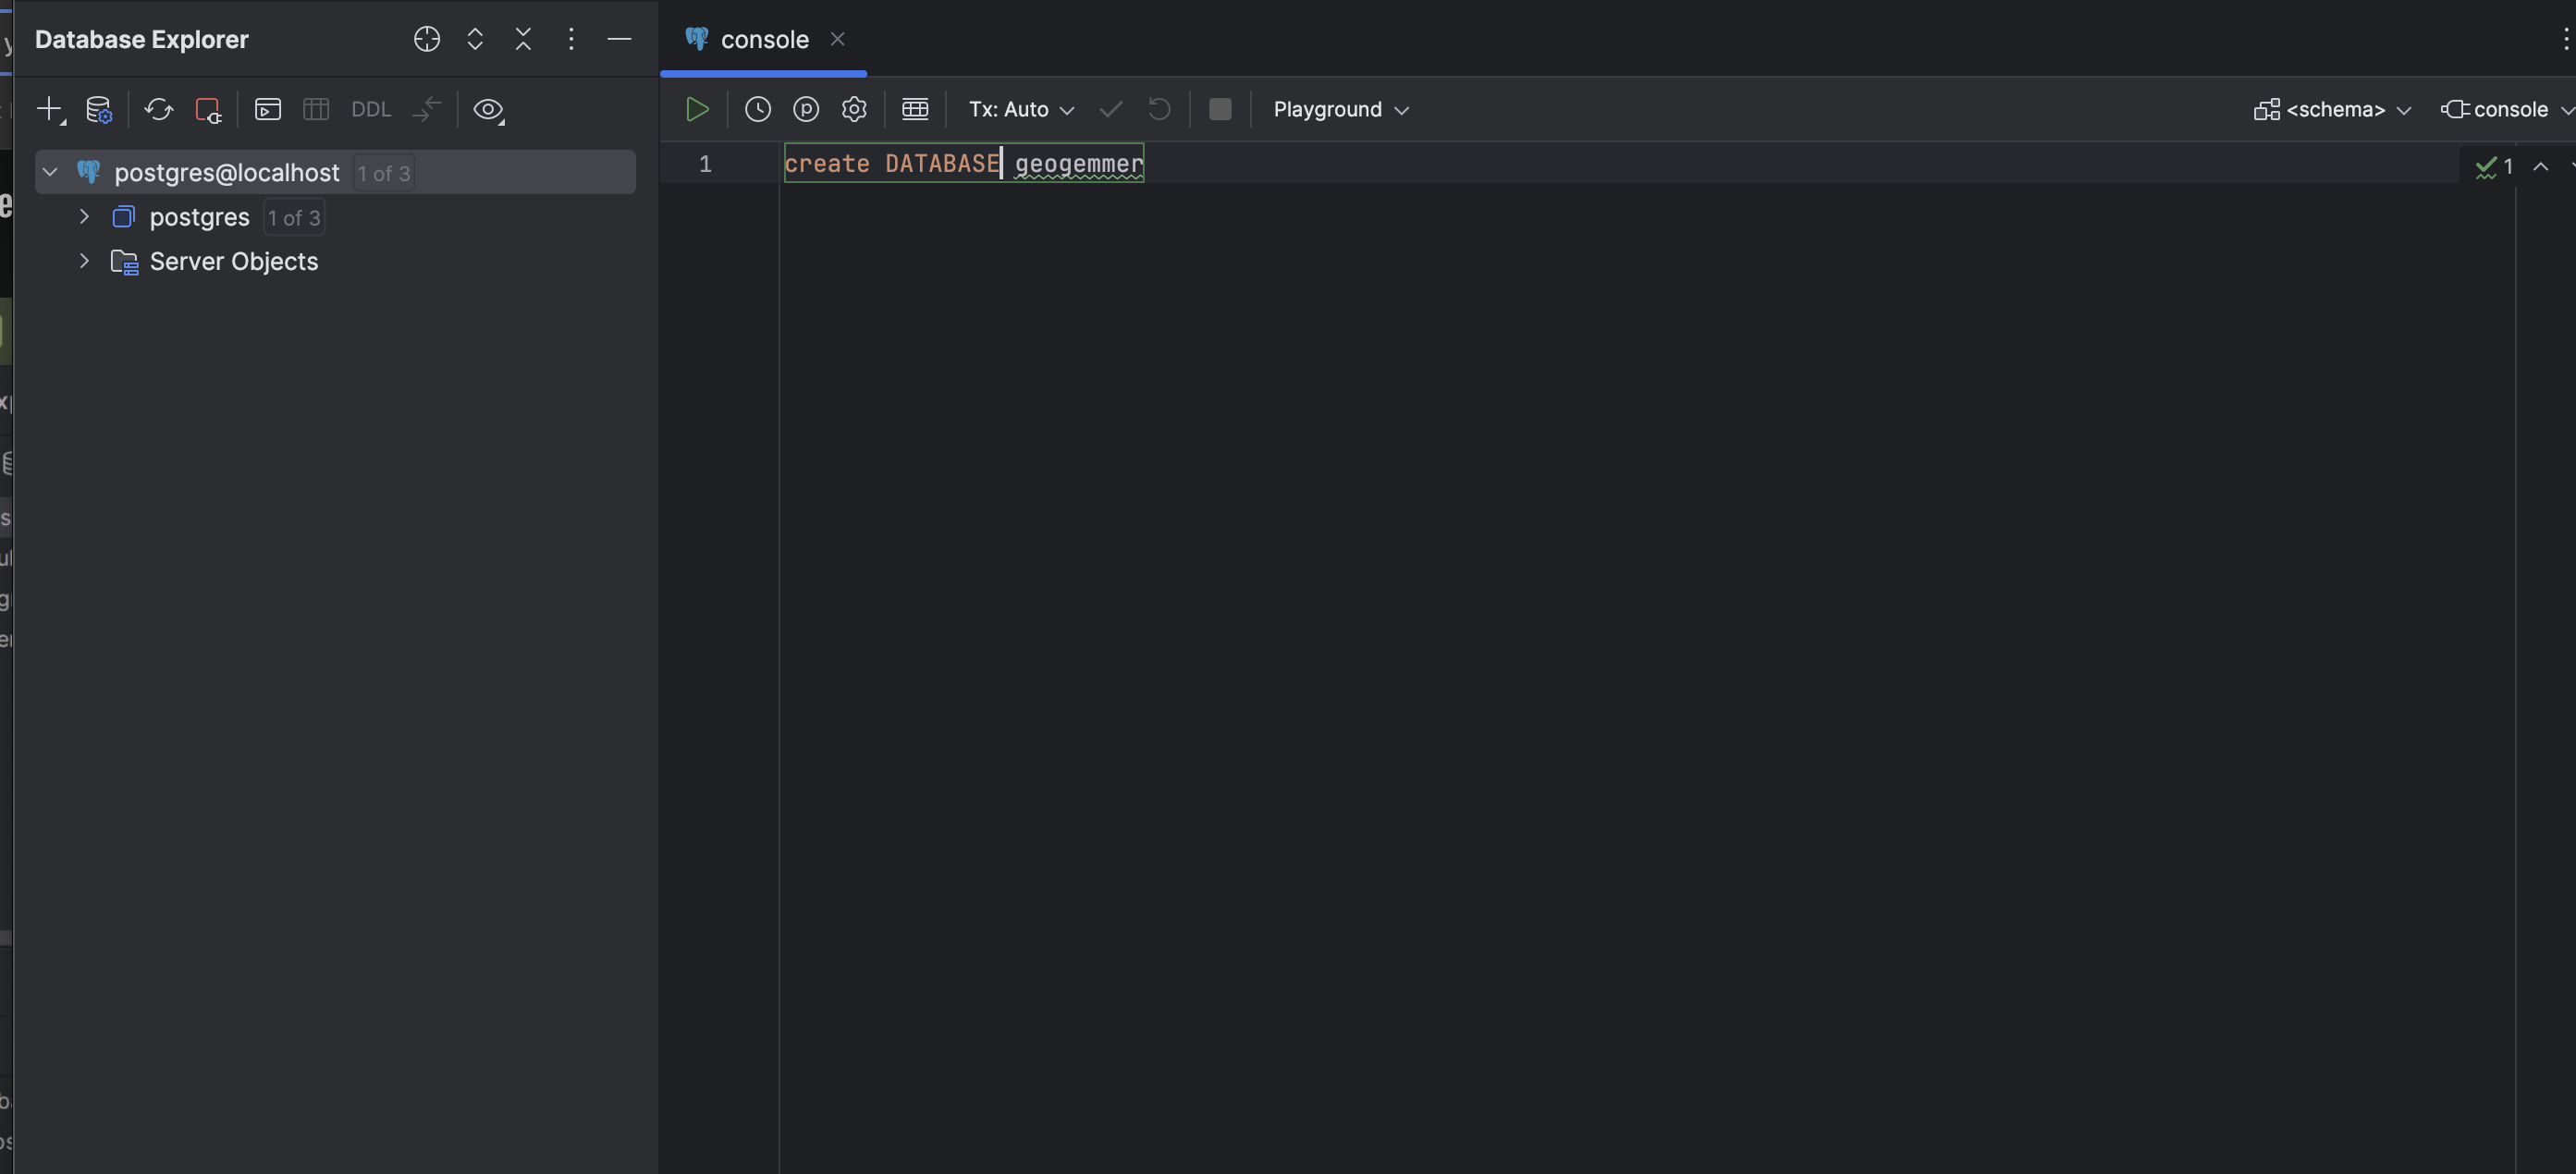 Database Explorer
console
DDL
Tx: Auto
Playground
<schema>
console
postgres@localhost 1 of 3
1 create DATABASE geogemmer
1
postgres 1 of 3
Server Objects